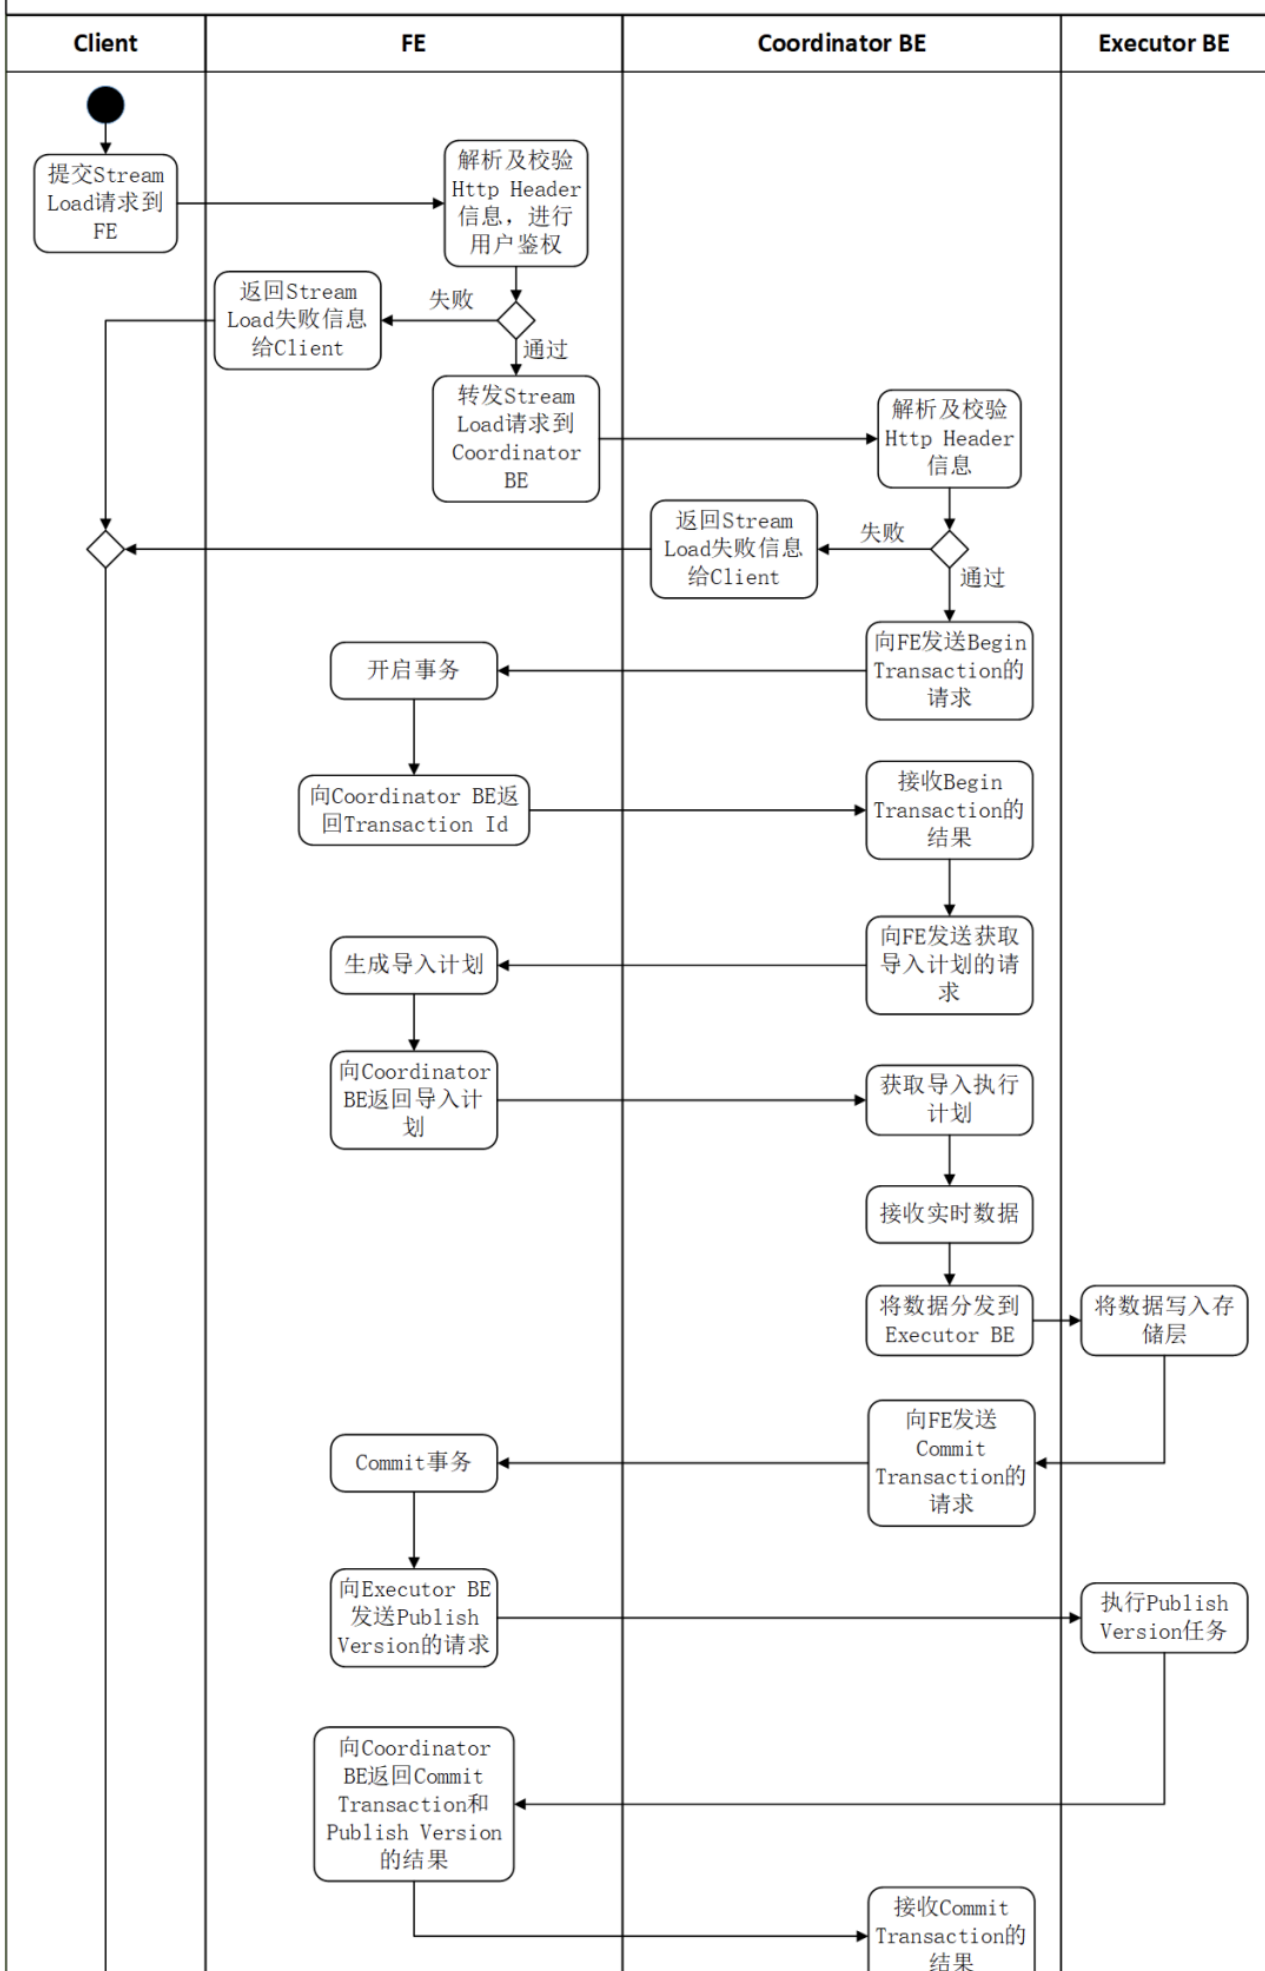 Client
FE
Coordinator BE
Executor BE
提交Stream
Load请求到
FE
解析及校验
Http Header
信息，进行
用户鉴权
返回Stream
Load失败信息
给Client
失败
通过
转发Stream
Load请求到
Coordinator
BE
解析及校验
Http Header
信息
返回Stream
Load失败信息
给Client
失败
通过
向FE发送Begin
Transaction的
请求
开启事务
向Coordinator BE返
回Transaction Id
接收Begin
Transaction的
结果
向FE发送获取
导入计划的请
求
生成导入计划
向Coordinator
BE返回导入计
划
获取导入执行
计划
接收实时数据
将数据分发到
Executor BE
将数据写入存
储层
向FE发送
Commit
Transaction的
请求
Commit事务
向Executor BE
发送Publish
Version的请求
执行Publish
Version任务
向Coordinator
BE返回Commit
Transaction和
Publish Version
的结果
接收Commit
Transaction的
结果